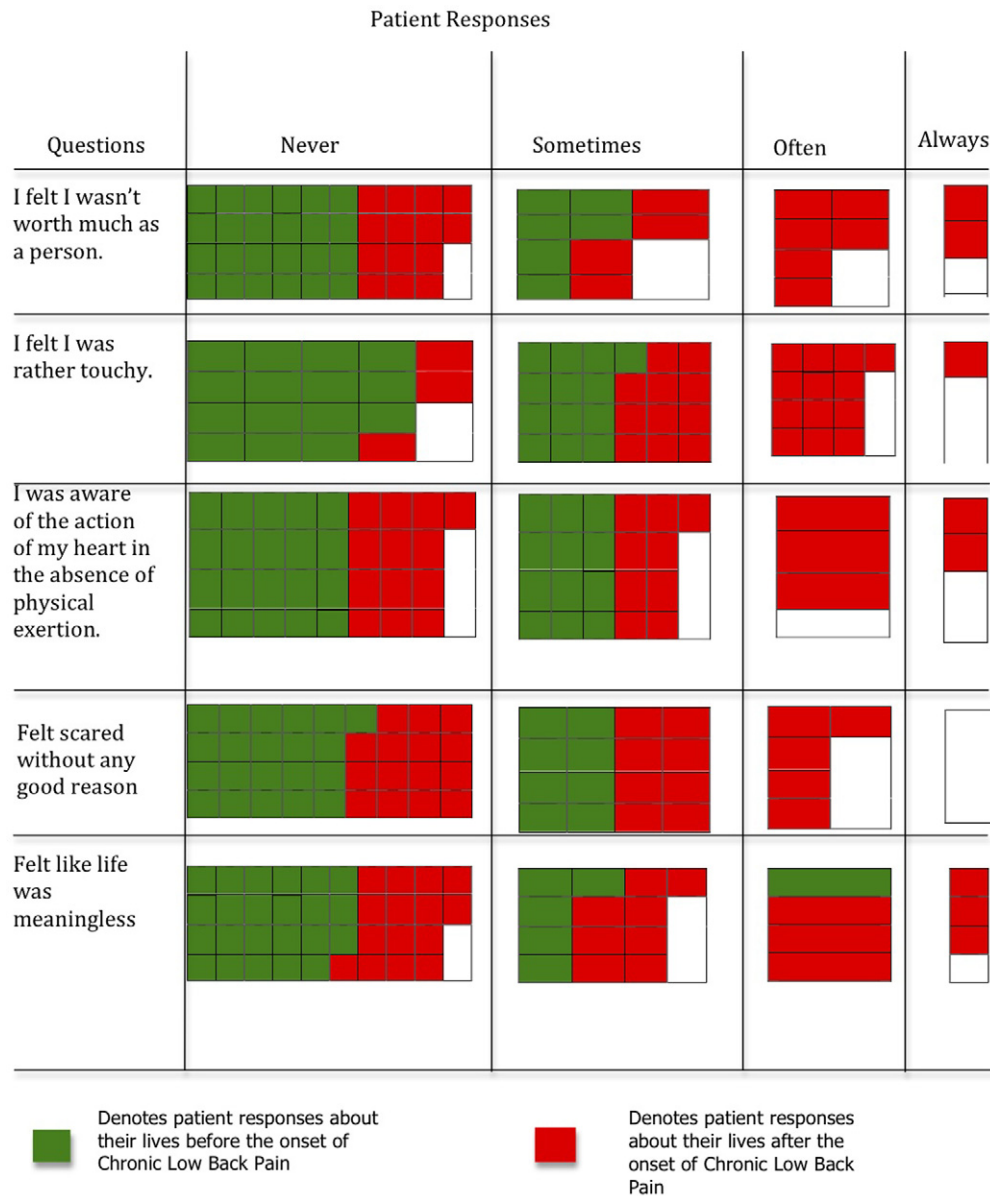 Patient Responses
Questions
Never
Sometimes
Often
Always
I felt I wasn’t
worth much as
a person.
I felt I was
rather touchy.
I was aware
of the action
of my heart in
the absence of
physical
exertion.
Felt scared
without any
good reason
Felt like life
was
meaningless
Denotes patient responses about
their lives before the onset of
Chronic Low Back Pain
Denotes patient responses
about their lives after the
onset of Chronic Low Back
Pain